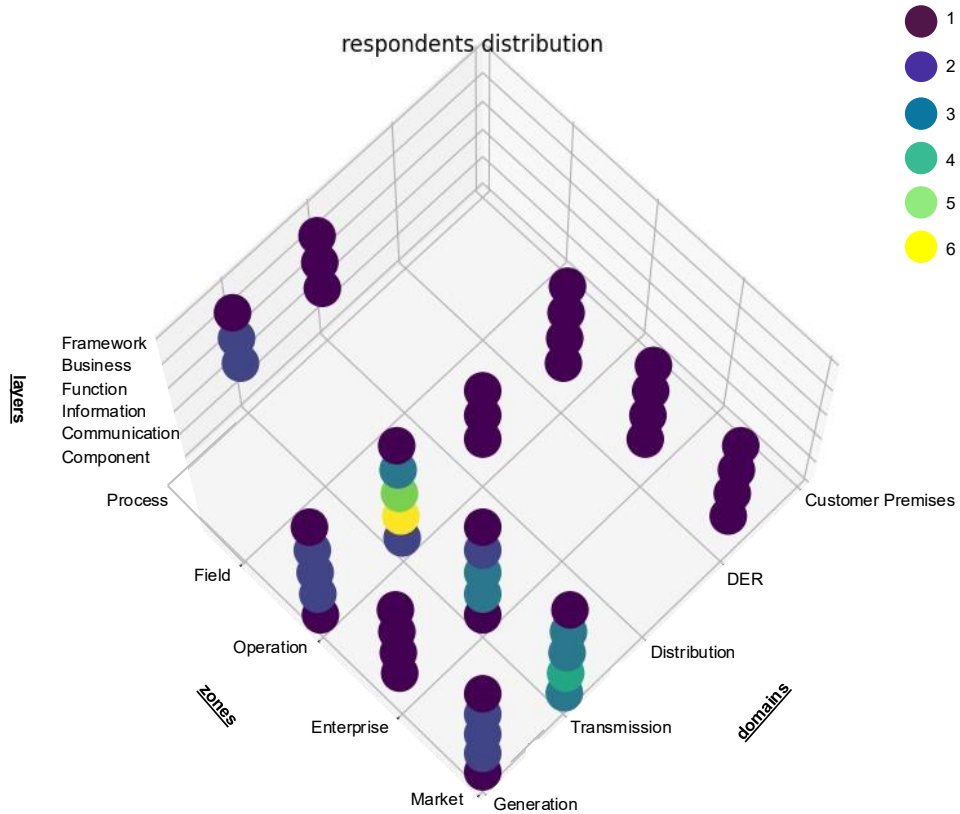 respondents distribution
1
2
3
4
5
6
Framework
Business
Function
Information
Communication
Component
layers
Process
Field
Operation
Enterprise
Market
zones
Customer Premises
DER
Distribution
Transmission
Generation
domains